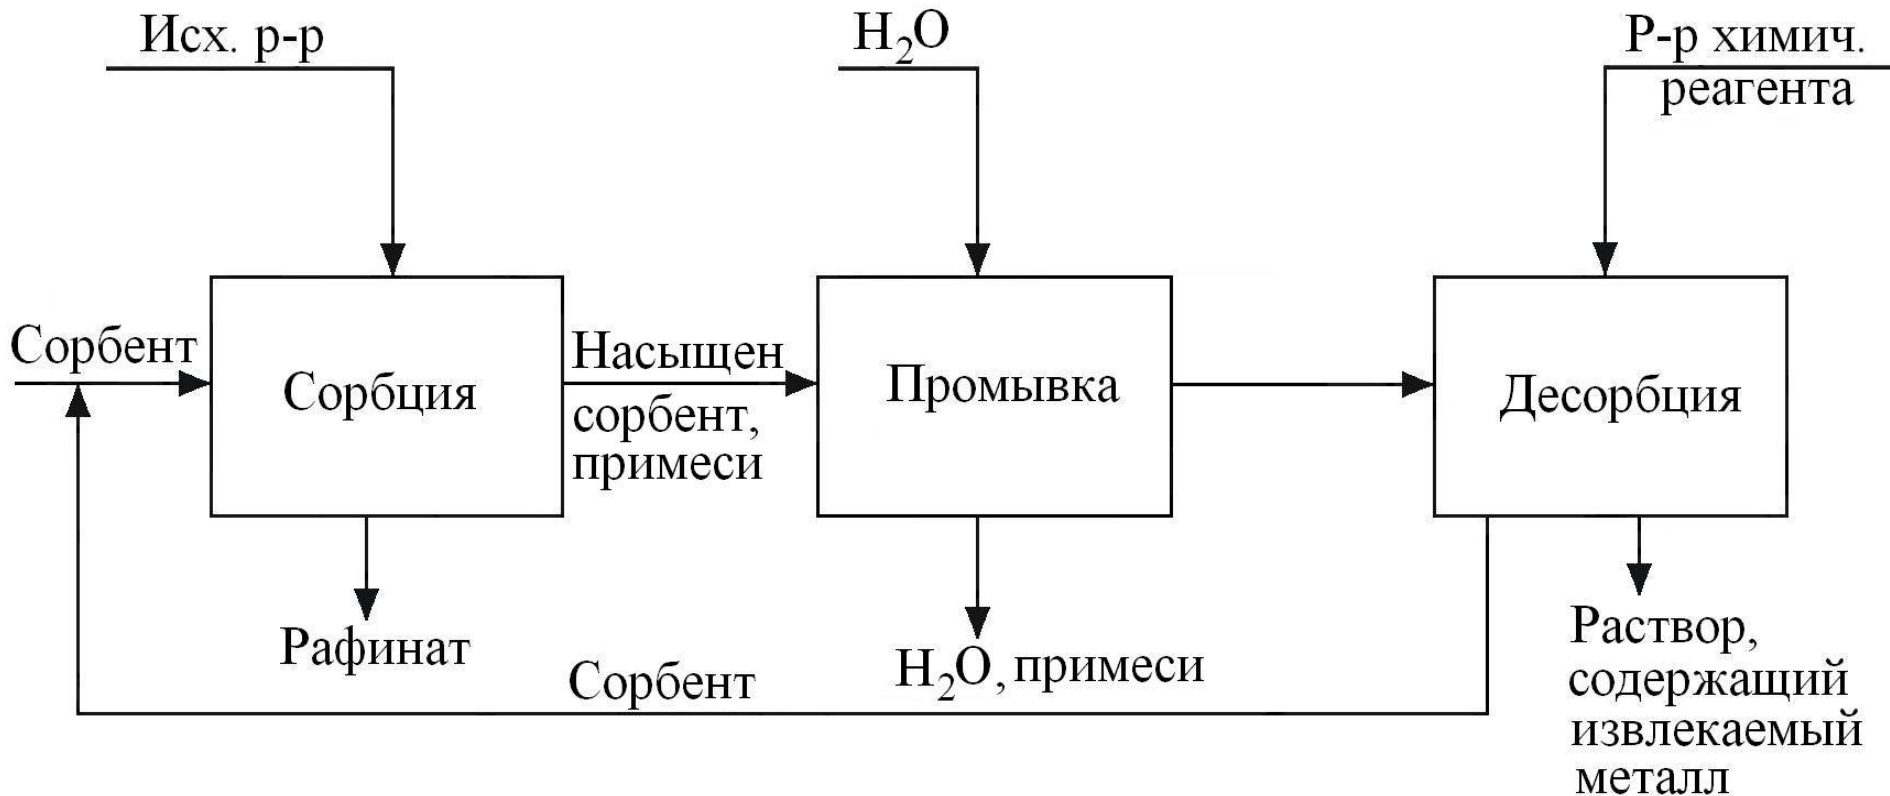 Исх. р-р
H₂O
Р-р химич.
реагента
Сорбент
Сорбция
Насыщен
сорбент,
примеси
Промывка
Десорбция
Рафинат
Сорбент
H₂O, примеси
Раствор,
содержащий
извлекаемый
металл